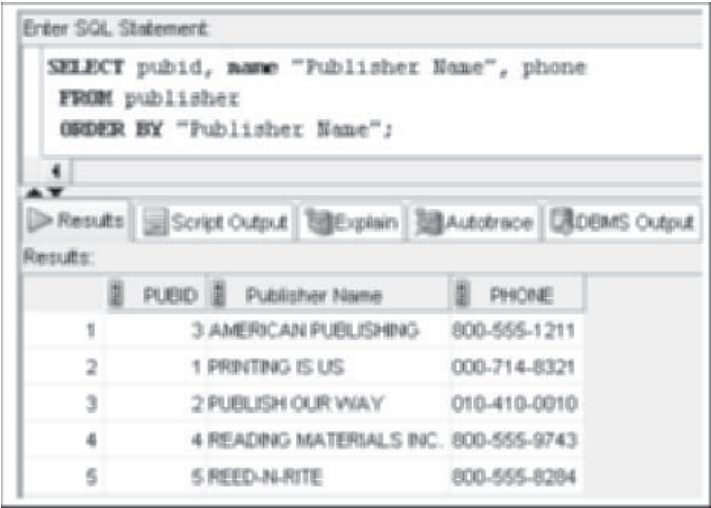 Enter SQL Statement:
SELECT pubid, name "Publisher Name", phone
FROM publisher
ORDER BY "Publisher Name";
Results Script Output Explain Autotrace DBMS Output
Results:
PUBID Publisher Name PHONE
1 3 AMERICAN PUBLISHING 800-555-1211
2 1 PRINTING IS US 000-714-8321
3 2 PUBLISH OUR WAY 010-410-0010
4 4 READING MATERIALS INC. 800-555-9743
5 5 REED-N-RITE 800-555-8284